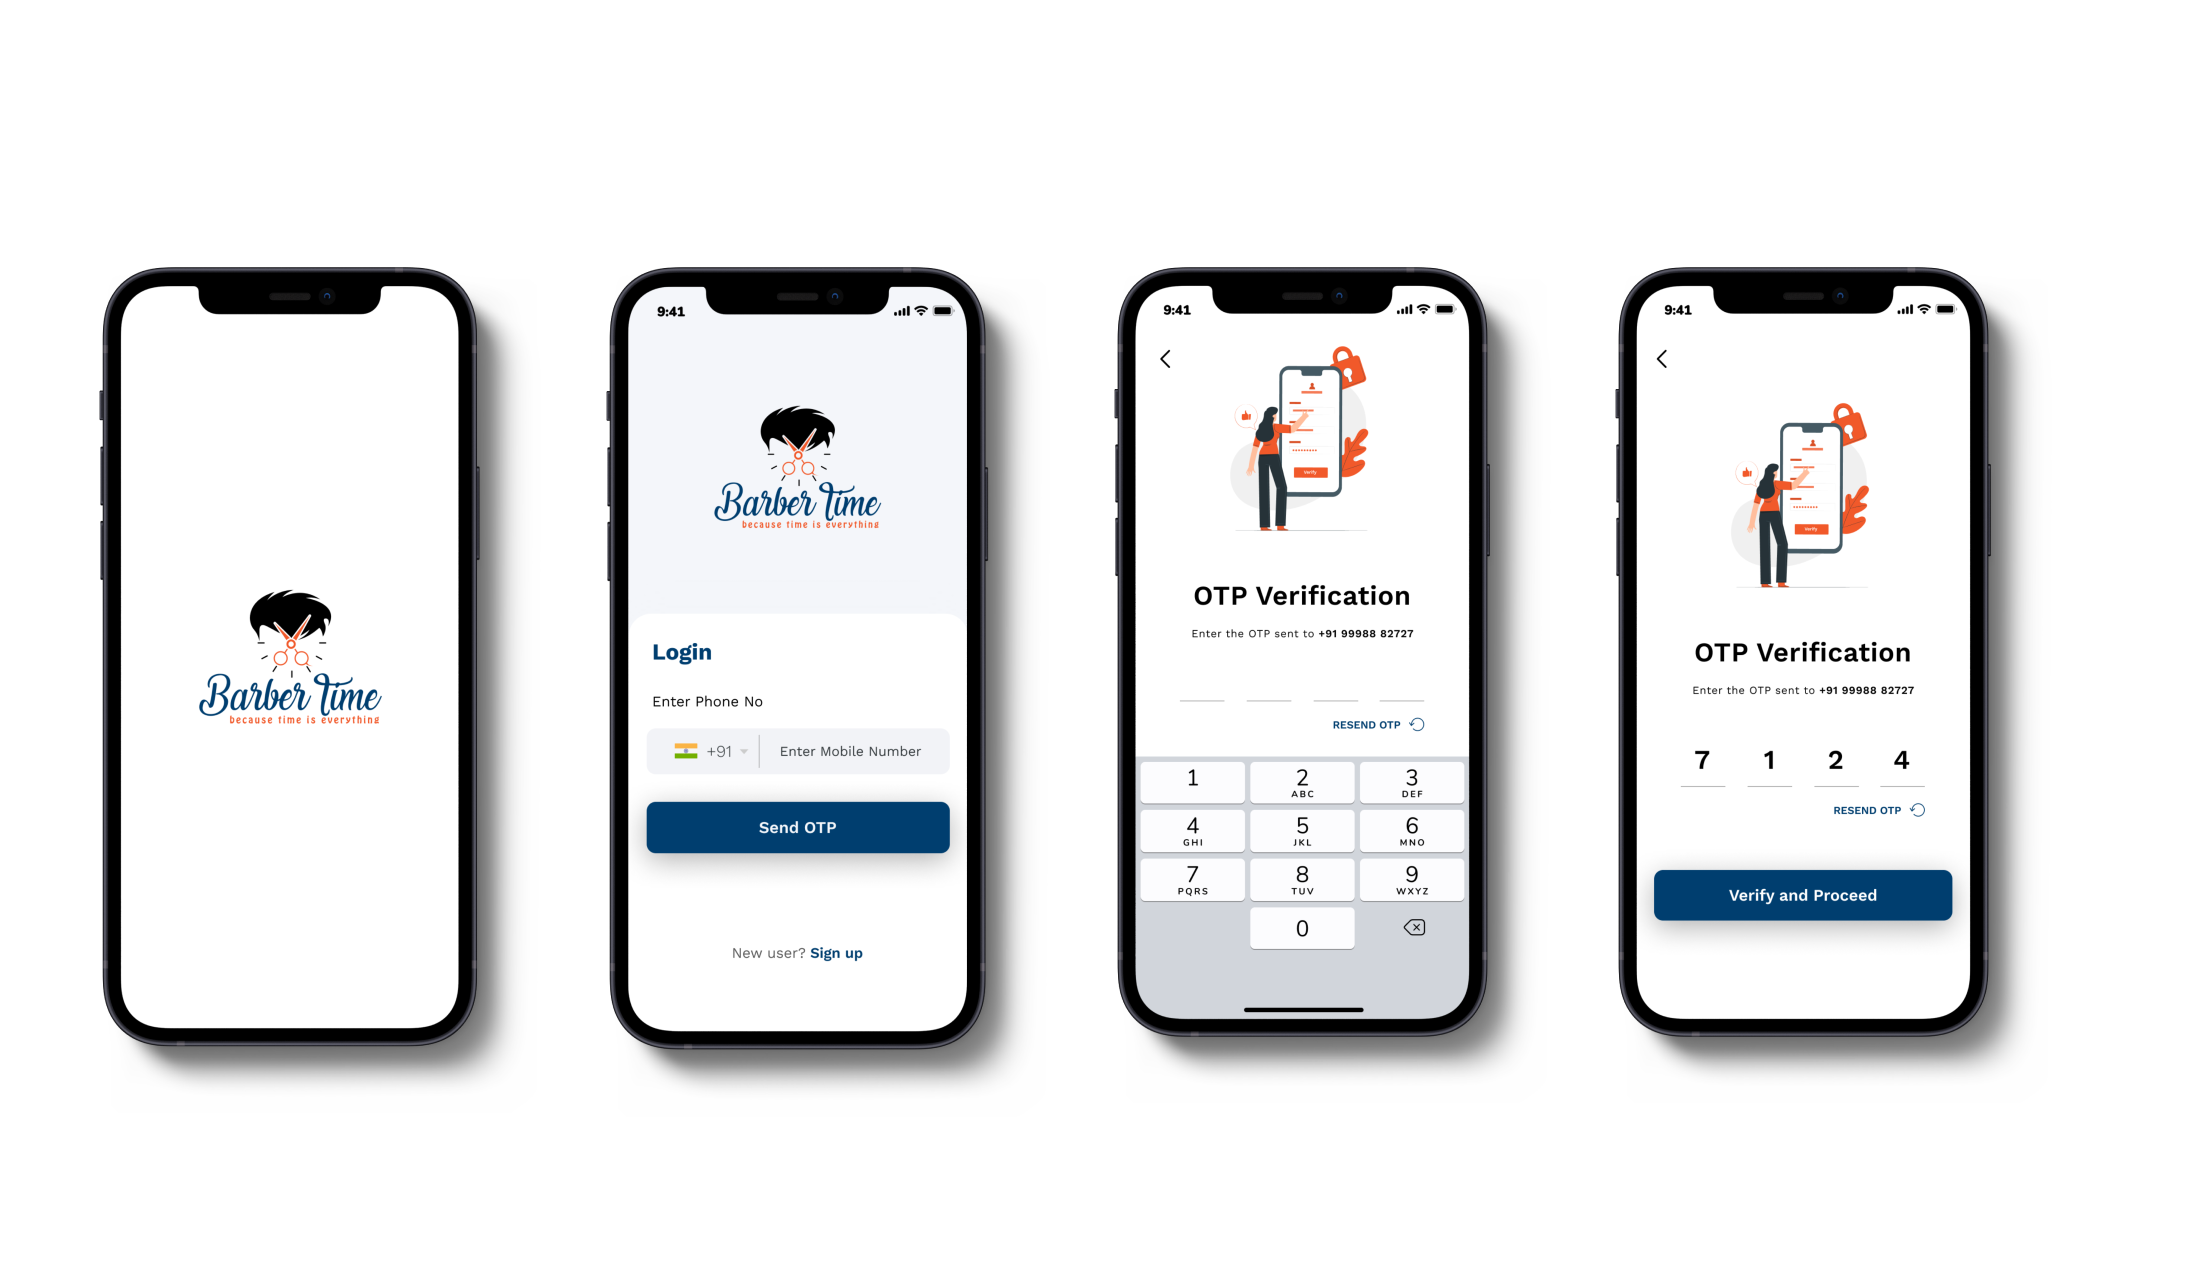 Barber Time
because time is everything
9:41
Barber Time
because time is everything
Login
Enter Phone No
+91 Enter Mobile Number
Send OTP
New user? Sign up
9:41
Verify
OTP Verification
Enter the OTP sent to +91 99988 82727
RESEND OTP
1 2 3
ABC DEF
4 5 6
GHI JKL MNO
7 8 9
PQRS TUV WXYZ
0
9:41
Verify
OTP Verification
Enter the OTP sent to +91 99988 82727
7 1 2 4
RESEND OTP
Verify and Proceed